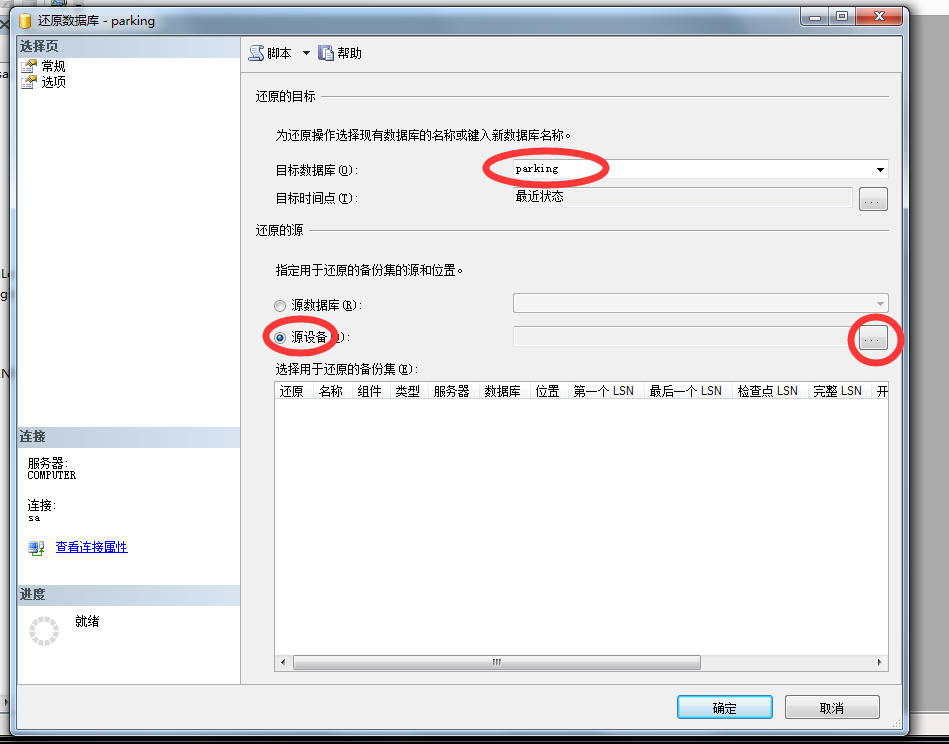 还原数据库 - parking
选择页
常规
选项
脚本 帮助
还原的目标
为还原操作选择现有数据库的名称或键入新数据库名称。
目标数据库(O): parking
目标时间点(T): 最近状态 ...
还原的源
指定用于还原的备份集的源和位置。
源数据库(R):
源设备 ): ...
选择用于还原的备份集(E):
还原 名称 组件 类型 服务器 数据库 位置 第一个 LSN 最后一个 LSN 检查点 LSN 完整 LSN 开
连接
服务器:
COMPUTER
连接:
sa
查看连接属性
进度
就绪
确定 取消